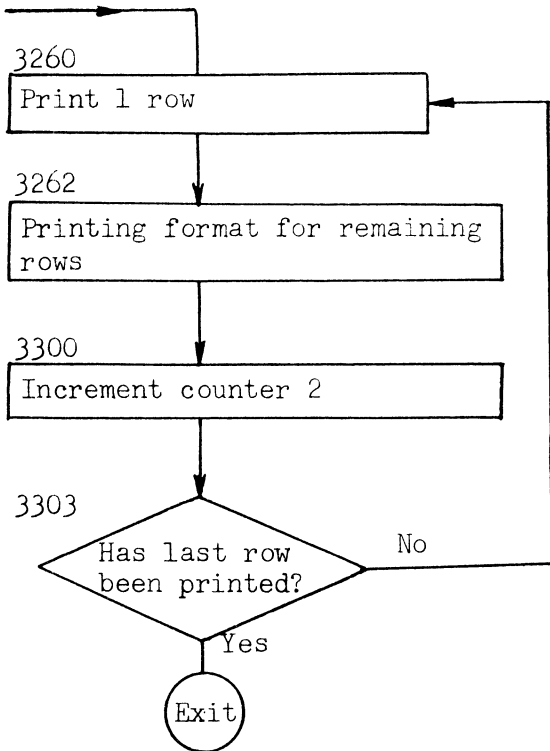 3260
Print 1 row
3262
Printing format for remaining
rows
3300
Increment counter 2
3303
Has last row
been printed?
No
Yes
Exit